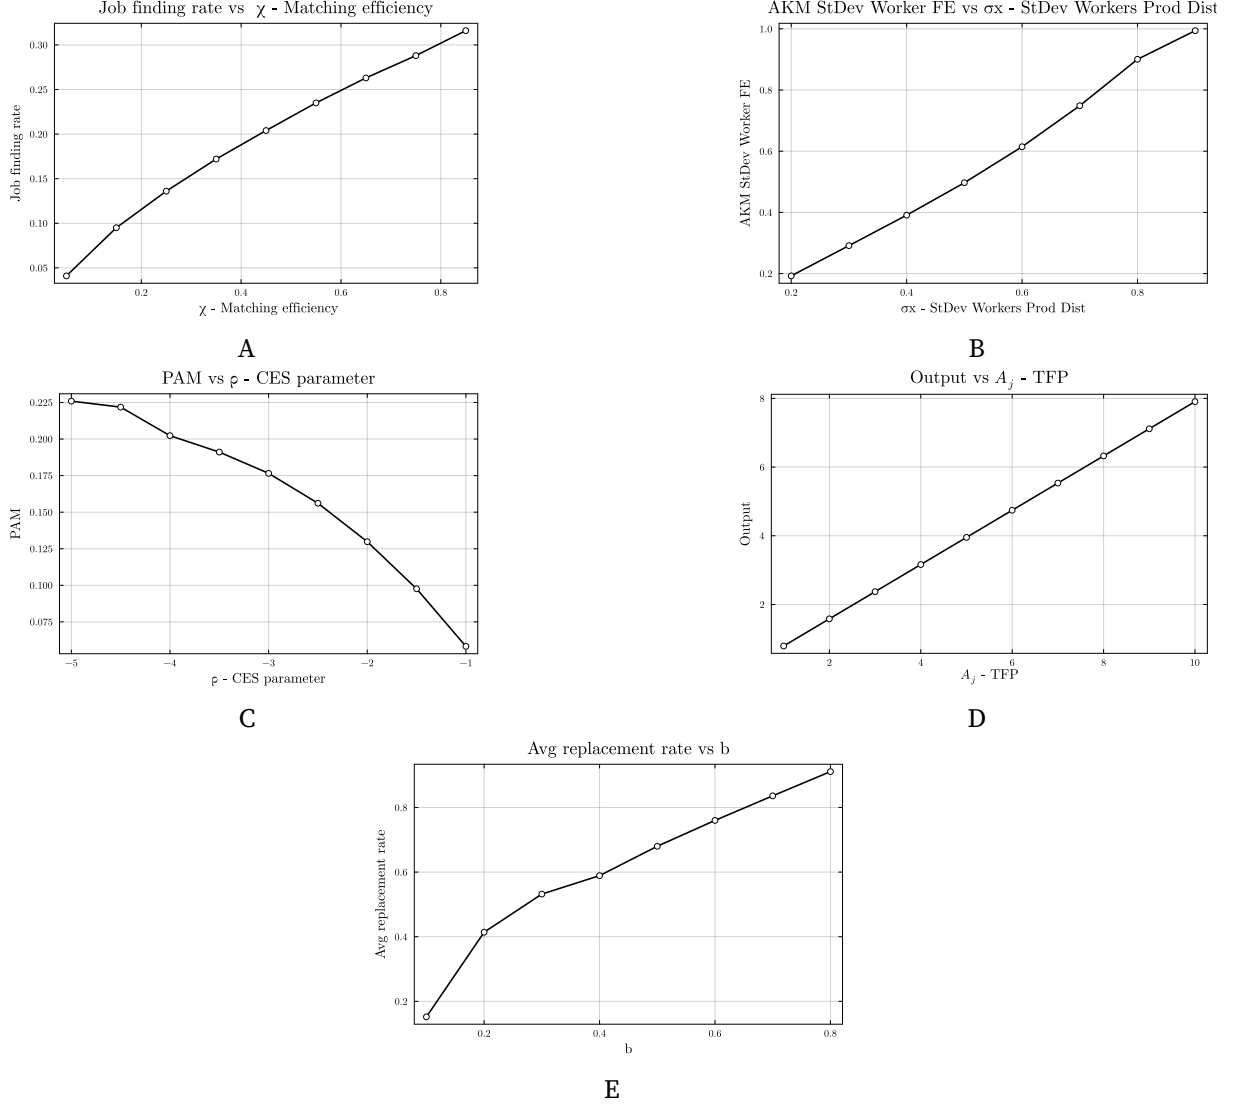 Job finding rate vs χ - Matching efficiency
Job finding rate
0.30
0.25
0.20
0.15
0.10
0.05
0.2 0.4 0.6 0.8
χ - Matching efficiency
A
AKM StDev Worker FE vs σx - StDev Workers Prod Dist
AKM StDev Worker FE
1.0
0.8
0.6
0.4
0.2
0.2 0.4 0.6 0.8
σx - StDev Workers Prod Dist
B
PAM vs ρ - CES parameter
PAM
0.225
0.200
0.175
0.150
0.125
0.100
0.075
−5 −4 −3 −2 −1
ρ - CES parameter
C
Output vs A_j - TFP
Output
8
6
4
2
2 4 6 8 10
A_j - TFP
D
Avg replacement rate vs b
Avg replacement rate
0.8
0.6
0.4
0.2
0.2 0.4 0.6 0.8
b
E